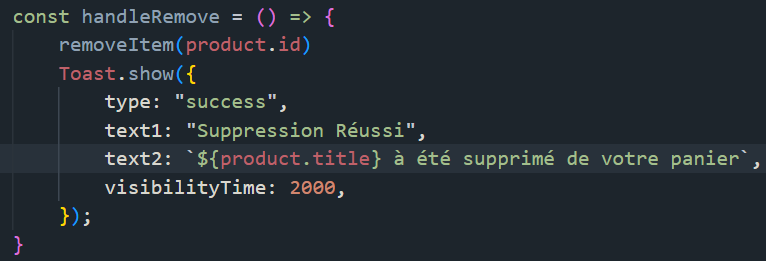 const handleRemove = () => {
removeItem(product.id)
Toast.show({
type: "success",
text1: "Suppression Réussi",
text2: `${product.title} à été supprimé de votre panier`,
visibilityTime: 2000,
});
}